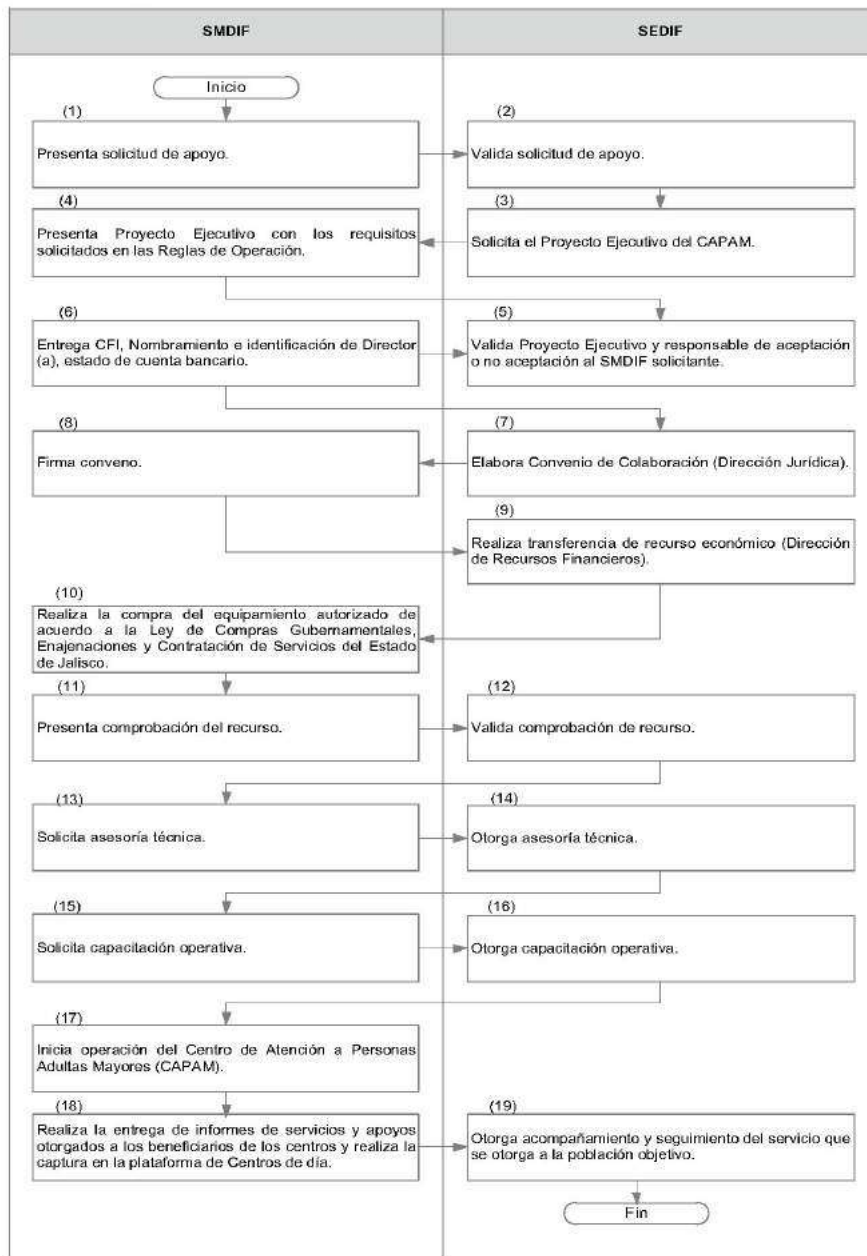 SMDIF
SEDIF
Inicio
(1)
Presenta solicitud de apoyo.
(2)
Valida solicitud de apoyo.
(4)
Presenta Proyecto Ejecutivo con los requisitos
solicitados en las Reglas de Operación.
(3)
Solicita el Proyecto Ejecutivo del CAPAM.
(6)
Entrega CFI, Nombramiento e identificación de Director
(a), estado de cuenta bancario.
(5)
Valida Proyecto Ejecutivo y responsable de aceptación
o no aceptación al SMDIF solicitante.
(8)
Firma conveno.
(7)
Elabora Convenio de Colaboración (Dirección Jurídica).
(9)
Realiza transferencia de recurso económico (Dirección
de Recursos Financieros).
(10)
Realiza la compra del equipamiento autorizado de
acuerdo a la Ley de Compras Gubernamentales,
Enajenaciones y Contratación de Servicios del Estado
de Jalisco.
(11)
Presenta comprobación del recurso.
(12)
Valida comprobación de recurso.
(13)
Solicita asesoría técnica.
(14)
Otorga asesoría técnica.
(15)
Solicita capacitación operativa.
(16)
Otorga capacitación operativa.
(17)
Inicia operación del Centro de Atención a Personas
Adultas Mayores (CAPAM).
(18)
Realiza la entrega de informes de servicios y apoyos
otorgados a los beneficiarios de los centros y realiza la
captura en la plataforma de Centros de día.
(19)
Otorga acompañamiento y seguimiento del servicio que
se otorga a la población objetivo.
Fin